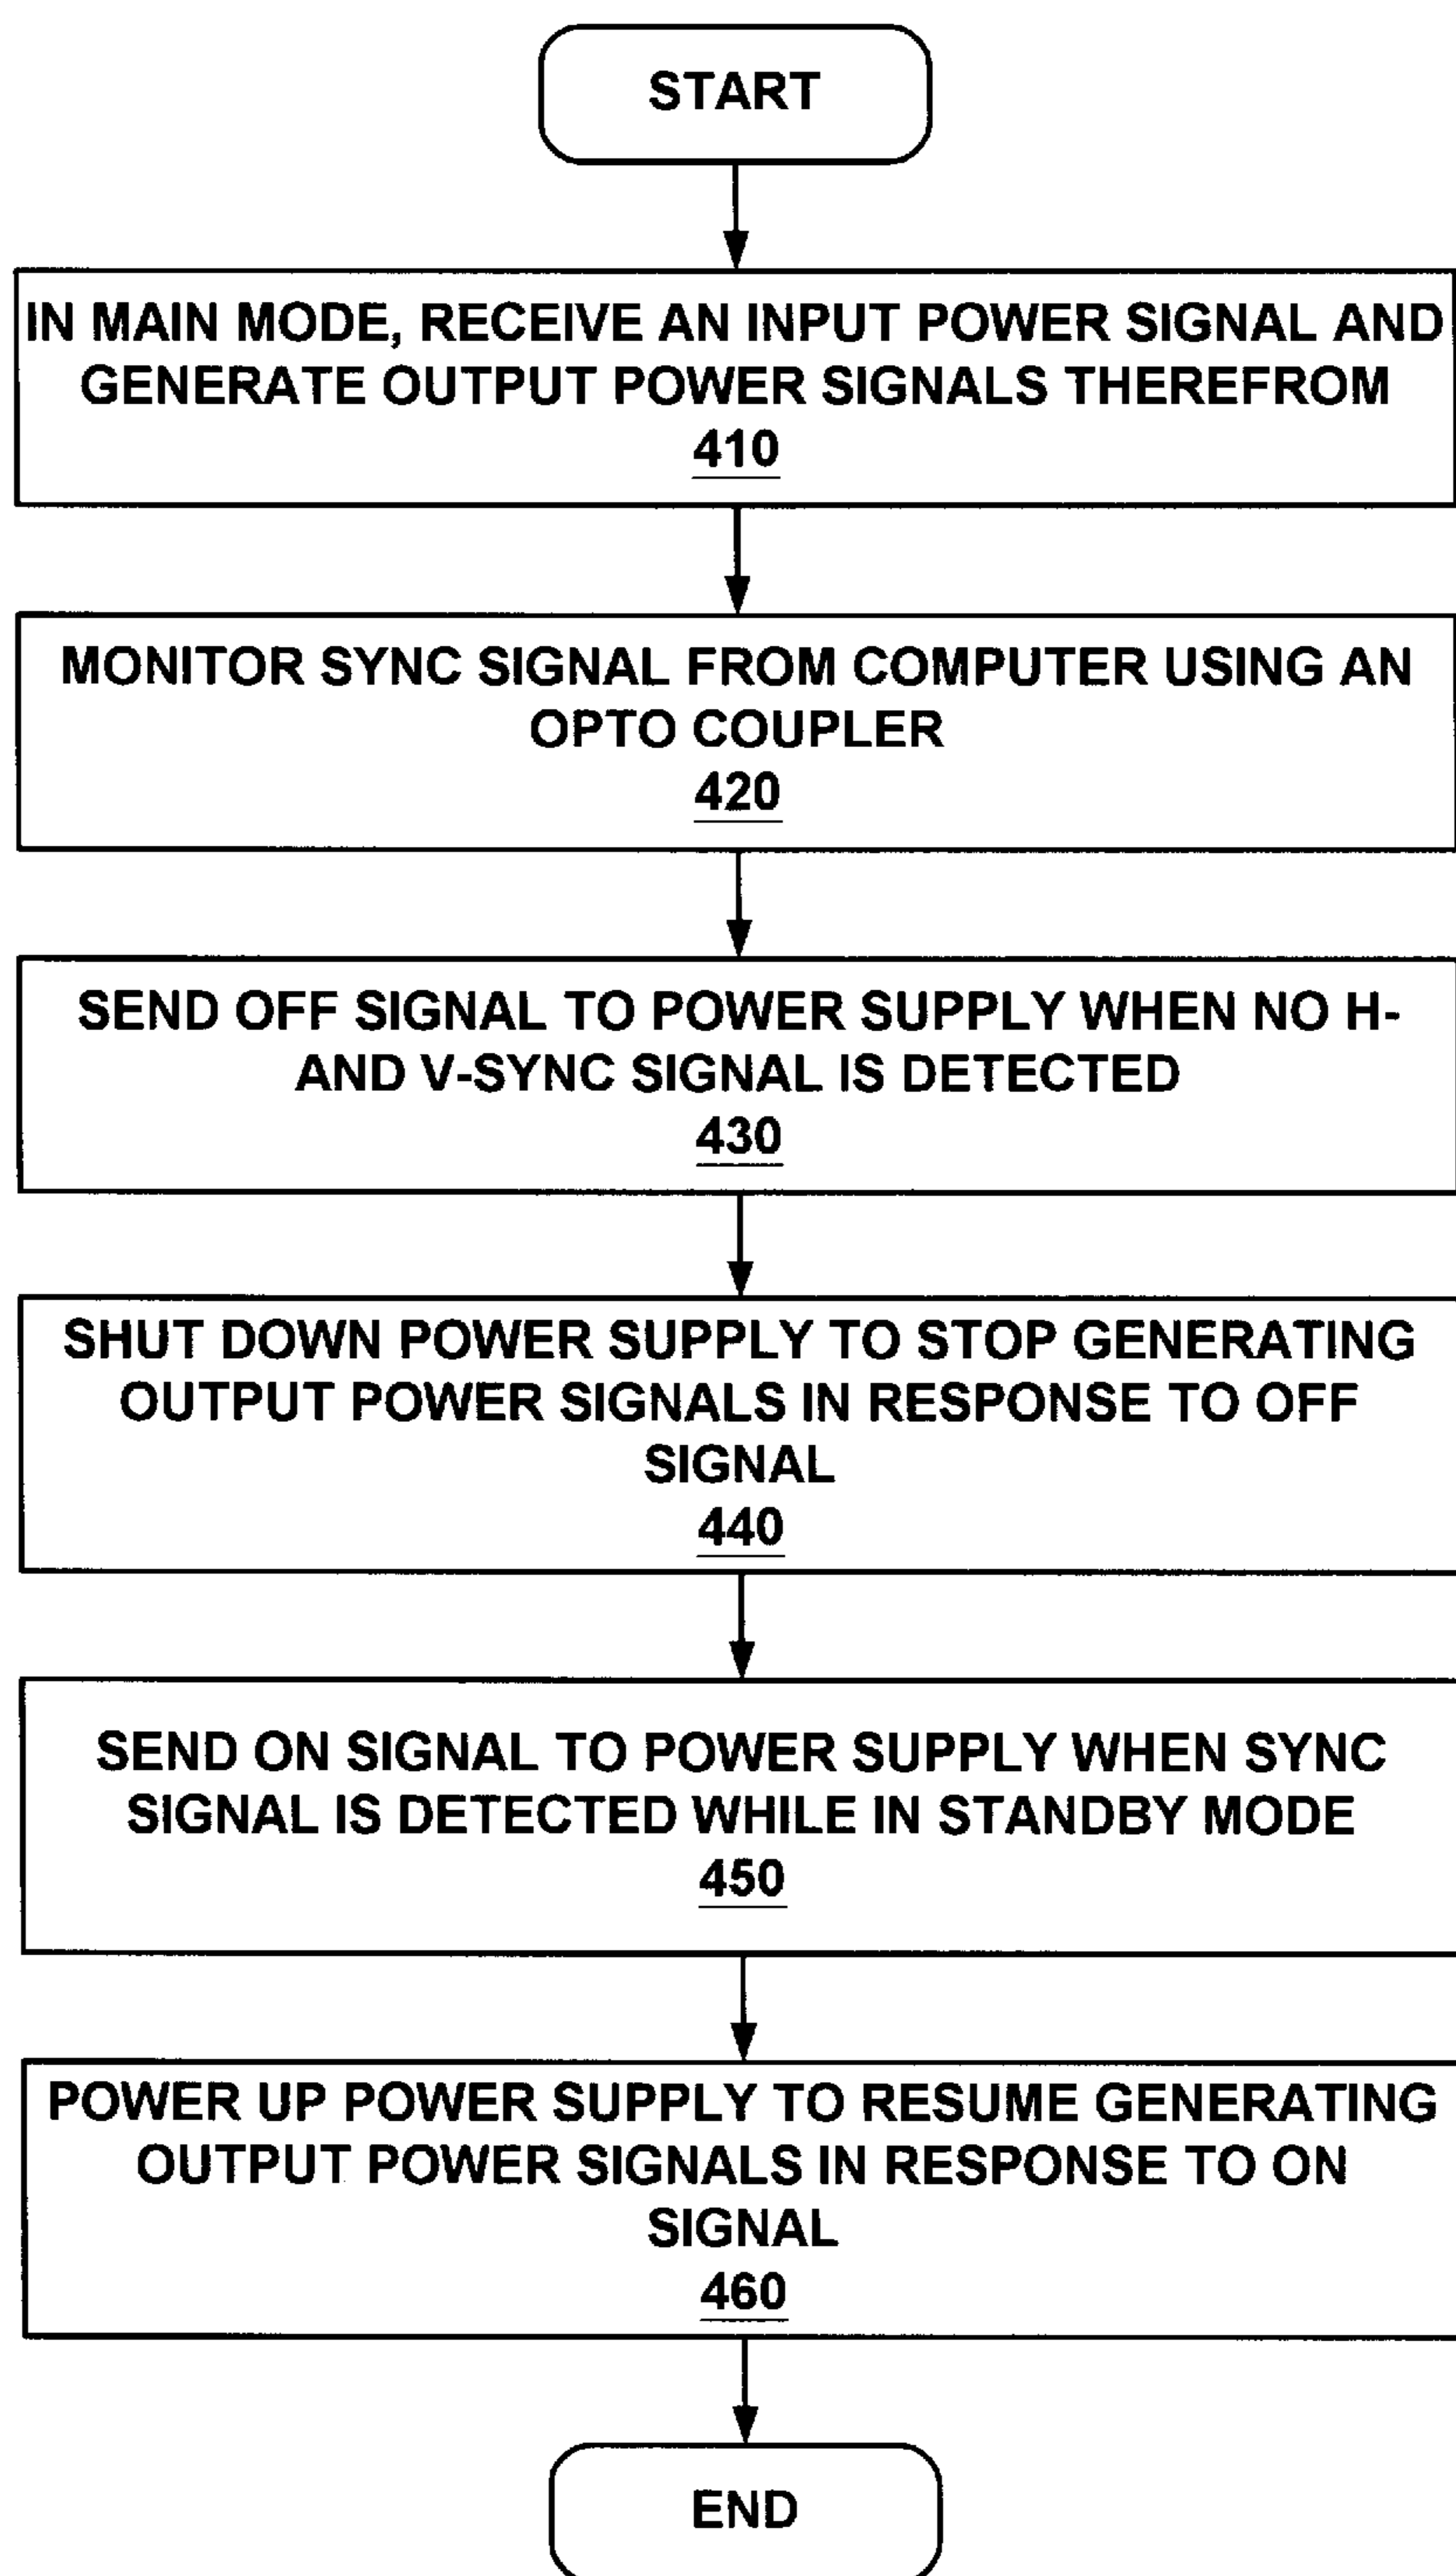 START
IN MAIN MODE, RECEIVE AN INPUT POWER SIGNAL AND
GENERATE OUTPUT POWER SIGNALS THEREFROM
410
MONITOR SYNC SIGNAL FROM COMPUTER USING AN
OPTO COUPLER
420
SEND OFF SIGNAL TO POWER SUPPLY WHEN NO H-
AND V-SYNC SIGNAL IS DETECTED
430
SHUT DOWN POWER SUPPLY TO STOP GENERATING
OUTPUT POWER SIGNALS IN RESPONSE TO OFF
SIGNAL
440
SEND ON SIGNAL TO POWER SUPPLY WHEN SYNC
SIGNAL IS DETECTED WHILE IN STANDBY MODE
450
POWER UP POWER SUPPLY TO RESUME GENERATING
OUTPUT POWER SIGNALS IN RESPONSE TO ON
SIGNAL
460
END